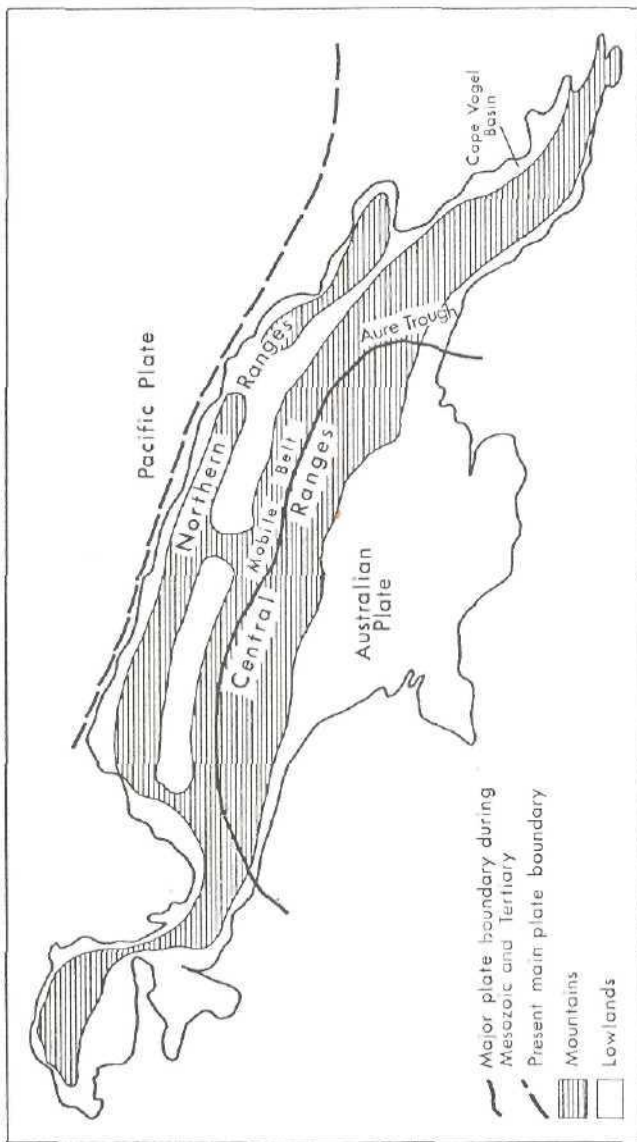 Pacific Plate
Northern
Ranges
Mobile Belt
Central
Ranges
Aure Trough
Cape Vogel
Basin
Australian
Plate
Major plate boundary during
Mesozoic and Tertiary
Present main plate boundary
Mountains
Lowlands